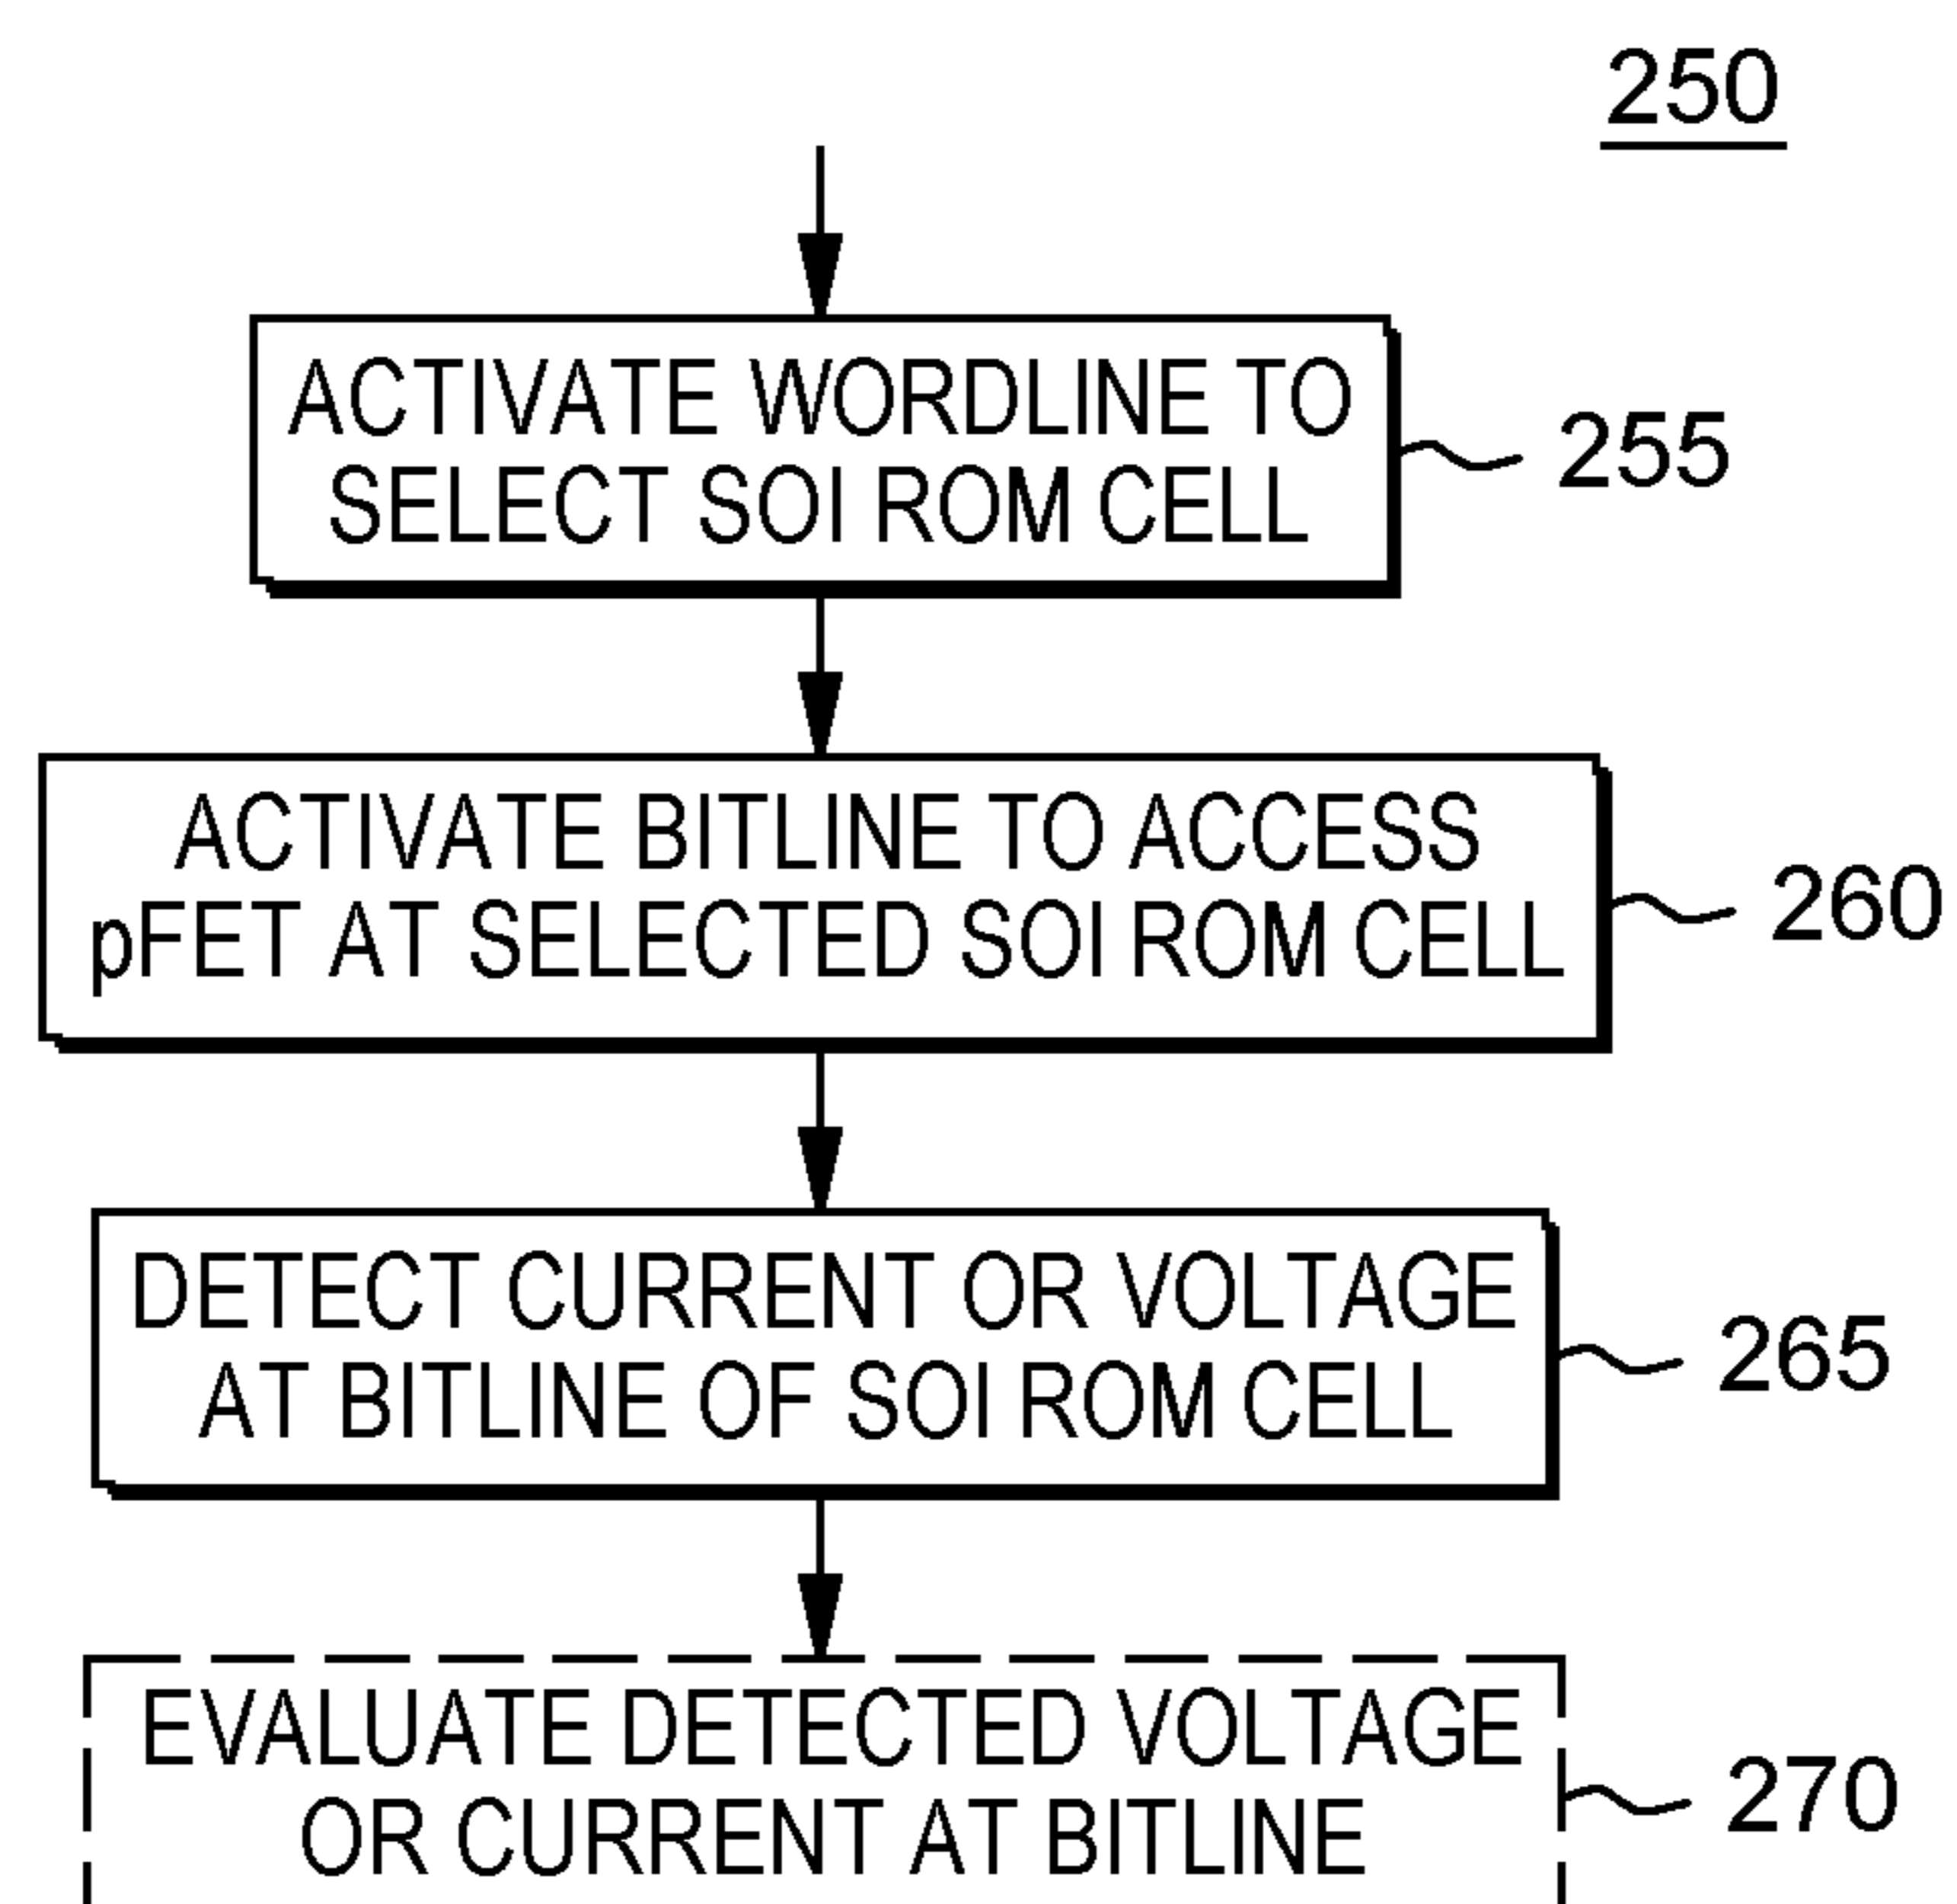 250
ACTIVATE WORDLINE TO
SELECT SOI ROM CELL
255
ACTIVATE BITLINE TO ACCESS
pFET AT SELECTED SOI ROM CELL
260
DETECT CURRENT OR VOLTAGE
AT BITLINE OF SOI ROM CELL
265
EVALUATE DETECTED VOLTAGE
OR CURRENT AT BITLINE
270